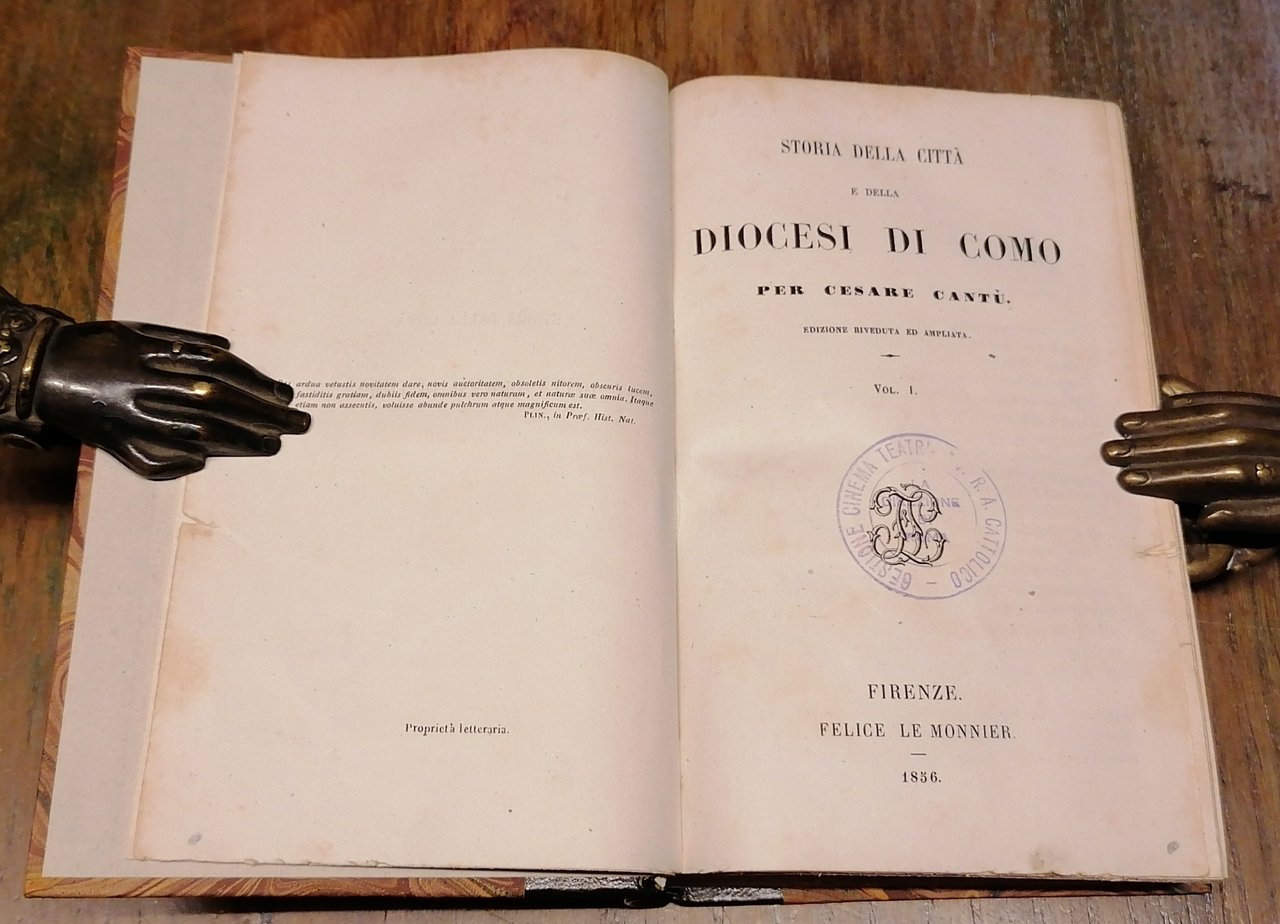 ardua vetustis novitatem dare, novis auctoritatem, obsoletis nitorem, obscuris lucem,
fastiditis gratiam, dubiis fidem, omnibus vero naturam, et naturæ suæ omnia. Itaque
etiam non assecutis, voluisse abunde pulchrum atque magnificum est.
PLIN., in Præf. Hist. Nat.
Proprietà letteraria.
STORIA DELLA CITTÀ
E DELLA
DIOCESI DI COMO
PER CESARE CANTÙ.
EDIZIONE RIVEDUTA ED AMPLIATA.
VOL. I.
GESTIONE CINEMA TEATR R. A. CATTOLICO
LA
FIRENZE.
FELICE LE MONNIER.
1856.